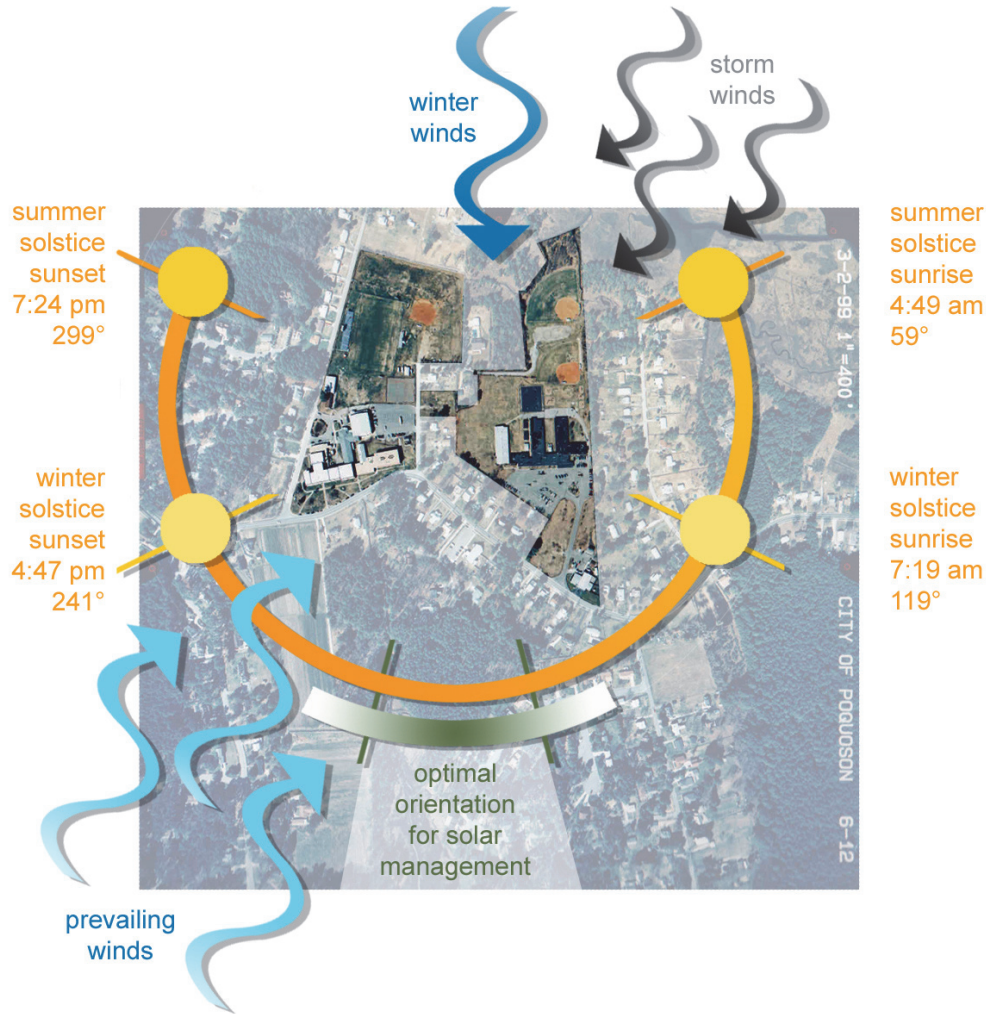 winter
winds
storm
winds
summer
solstice
sunset
7:24 pm
299°
summer
solstice
sunrise
4:49 am
59°
winter
solstice
sunset
4:47 pm
241°
winter
solstice
sunrise
7:19 am
119°
3-2-99 1"=400'
CITY OF POQUOSON 6-12
optimal
orientation
for solar
management
prevailing
winds